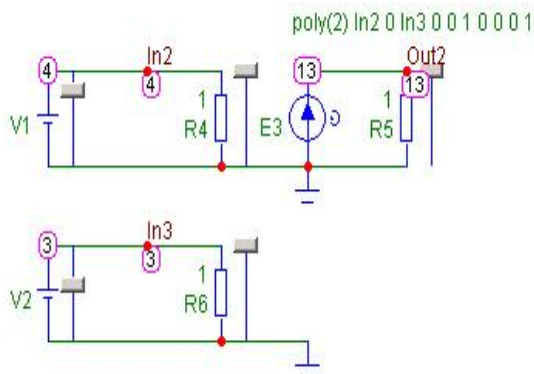 poly(2) In2 0 In3 0 0 1 0 0 0 1
4 In2 13 Out2
4 13
1 1
V1 R4 E3 R5
3 In3
3
1
V2 R6